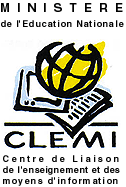 MINISTERE
de l'Education Nationale
CLEMI
Centre de Liaison
de l'enseignement et des
moyens d'information